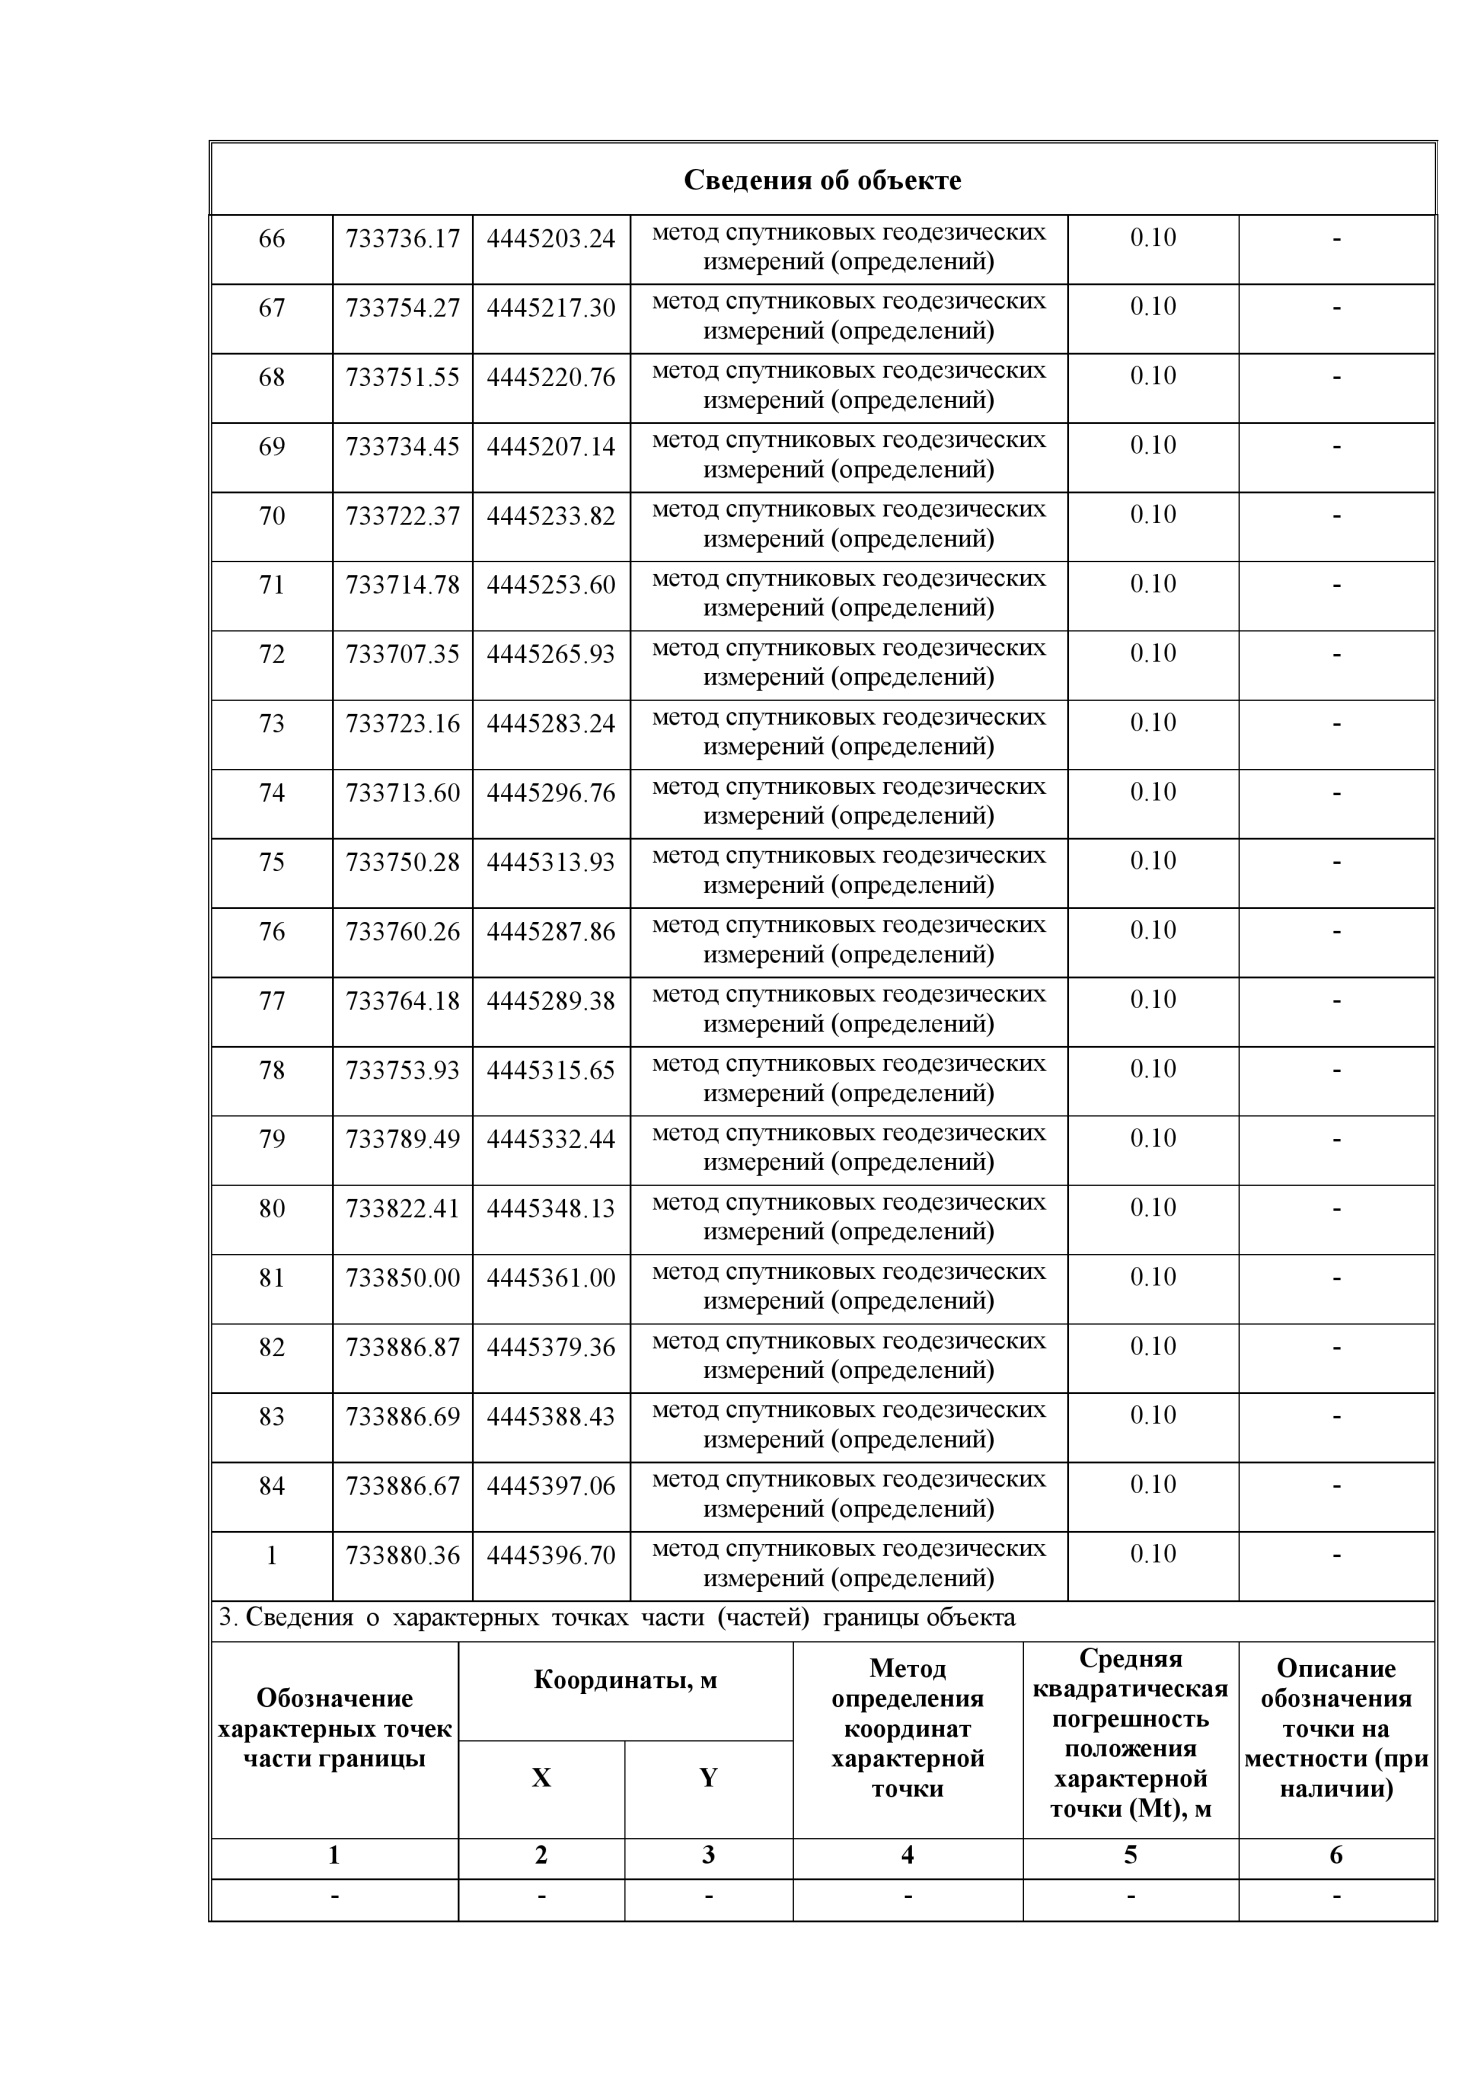 Сведения об объекте
66 733736.17 4445203.24 метод спутниковых геодезических измерений (определений) 0.10 -
67 733754.27 4445217.30 метод спутниковых геодезических измерений (определений) 0.10 -
68 733751.55 4445220.76 метод спутниковых геодезических измерений (определений) 0.10 -
69 733734.45 4445207.14 метод спутниковых геодезических измерений (определений) 0.10 -
70 733722.37 4445233.82 метод спутниковых геодезических измерений (определений) 0.10 -
71 733714.78 4445253.60 метод спутниковых геодезических измерений (определений) 0.10 -
72 733707.35 4445265.93 метод спутниковых геодезических измерений (определений) 0.10 -
73 733723.16 4445283.24 метод спутниковых геодезических измерений (определений) 0.10 -
74 733713.60 4445296.76 метод спутниковых геодезических измерений (определений) 0.10 -
75 733750.28 4445313.93 метод спутниковых геодезических измерений (определений) 0.10 -
76 733760.26 4445287.86 метод спутниковых геодезических измерений (определений) 0.10 -
77 733764.18 4445289.38 метод спутниковых геодезических измерений (определений) 0.10 -
78 733753.93 4445315.65 метод спутниковых геодезических измерений (определений) 0.10 -
79 733789.49 4445332.44 метод спутниковых геодезических измерений (определений) 0.10 -
80 733822.41 4445348.13 метод спутниковых геодезических измерений (определений) 0.10 -
81 733850.00 4445361.00 метод спутниковых геодезических измерений (определений) 0.10 -
82 733886.87 4445379.36 метод спутниковых геодезических измерений (определений) 0.10 -
83 733886.69 4445388.43 метод спутниковых геодезических измерений (определений) 0.10 -
84 733886.67 4445397.06 метод спутниковых геодезических измерений (определений) 0.10 -
1 733880.36 4445396.70 метод спутниковых геодезических измерений (определений) 0.10 -
3. Сведения о характерных точках части (частей) границы объекта
Обозначение
характерных точек
части границы
Координаты, м
X Y
Метод
определения
координат
характерной
точки
Средняя
квадратическая
погрешность
положения
характерной
точки (Mt), м
Описание
обозначения
точки на
местности (при
наличии)
1 2 3 4 5 6
- - - - - -